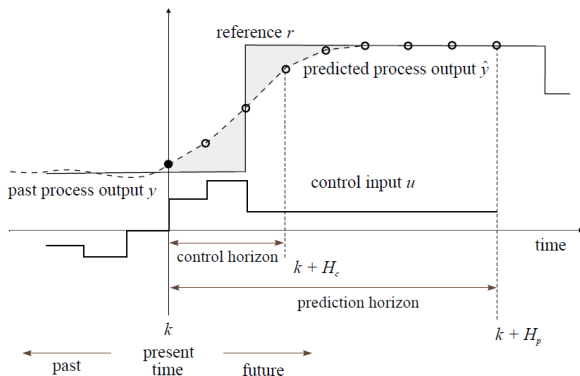 reference r
predicted process output ŷ
past process output y
control input u
time
control horizon
k + H_c
prediction horizon
k
k + H_p
past
present
time
future